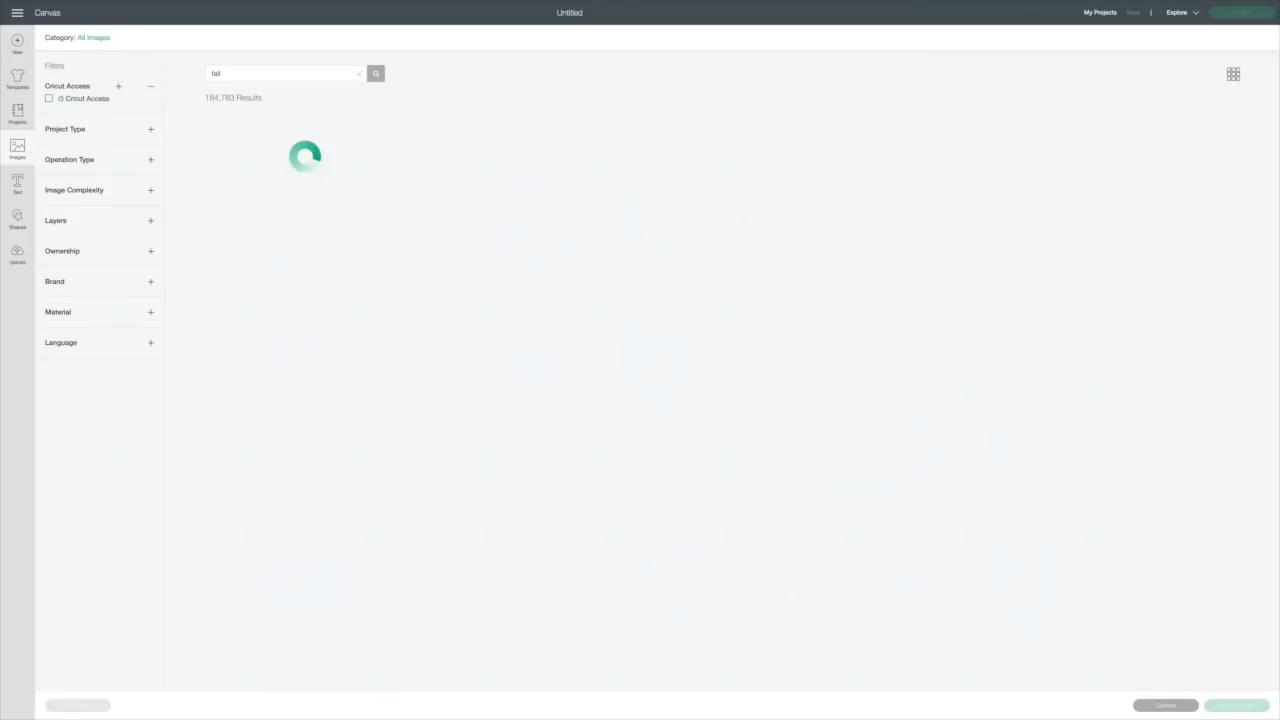 Canvas
Untitled
My Projects
Save
|
Explore
Category: All Images
New
Templates
Projects
Images
Text
Shapes
Upload
Filters
Cricut Access
Cricut Access
Project Type
Operation Type
Image Complexity
Layers
Ownership
Brand
Material
Language
fall
184,783 Results
Cancel